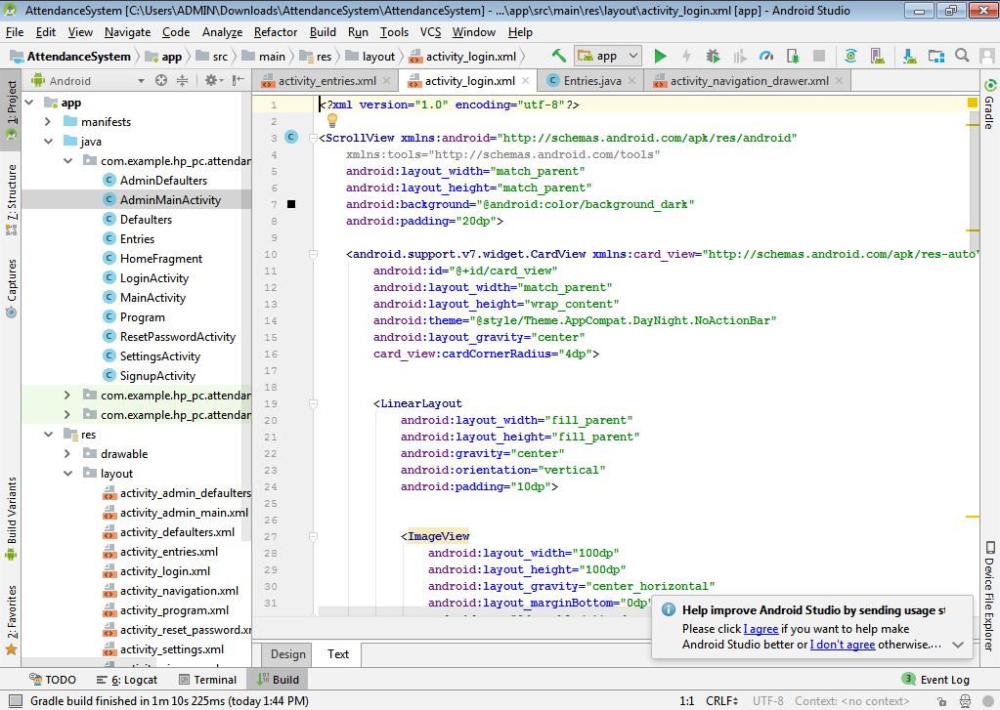 AttendanceSystem [C:\Users\ADMIN\Downloads\AttendanceSystem\AttendanceSystem] - ...\app\src\main\res\layout\activity_login.xml [app] - Android Studio
File Edit View Navigate Code Analyze Refactor Build Run Tools VCS Window Help
AttendanceSystem app src main res layout activity_login.xml app
Android activity_entries.xml activity_login.xml Entries.java activity_navigation_drawer.xml
1: Project
7: Structure
Captures
Build Variants
2: Favorites
app
manifests
java
com.example.hp_pc.attendan
AdminDefaulters
AdminMainActivity
Defaulters
Entries
HomeFragment
LoginActivity
MainActivity
Program
ResetPasswordActivity
SettingsActivity
SignupActivity
com.example.hp_pc.attendan
com.example.hp_pc.attendan
res
drawable
layout
activity_admin_defaulters
activity_admin_main.xml
activity_defaulters.xml
activity_entries.xml
activity_login.xml
activity_navigation.xml
activity_program.xml
activity_reset_password.x
activity_settings.xml
1 <?xml version="1.0" encoding="utf-8"?>
2
3 <ScrollView xmlns:android="http://schemas.android.com/apk/res/android"
4 xmlns:tools="http://schemas.android.com/tools"
5 android:layout_width="match_parent"
6 android:layout_height="match_parent"
7 android:background="@android:color/background_dark"
8 android:padding="20dp">
9
10 <android.support.v7.widget.CardView xmlns:card_view="http://schemas.android.com/apk/res-auto"
11 android:id="@+id/card_view"
12 android:layout_width="match_parent"
13 android:layout_height="wrap_content"
14 android:theme="@style/Theme.AppCompat.DayNight.NoActionBar"
15 android:layout_gravity="center"
16 card_view:cardCornerRadius="4dp">
17
18
19 <LinearLayout
20 android:layout_width="fill_parent"
21 android:layout_height="fill_parent"
22 android:gravity="center"
23 android:orientation="vertical"
24 android:padding="10dp">
25
26
27 <ImageView
28 android:layout_width="100dp"
29 android:layout_height="100dp"
30 android:layout_gravity="center_horizontal"
31 android:layout_marginBottom="0dp"
Gradle
Device File Explorer
Help improve Android Studio by sending usage st
Please click I agree if you want to help make
Android Studio better or I don't agree otherwise....
Design Text
TODO 6: Logcat Terminal Build 3 Event Log
Gradle build finished in 1m 10s 225ms (today 1:44 PM) 1:1 CRLF UTF-8 Context: <no context>